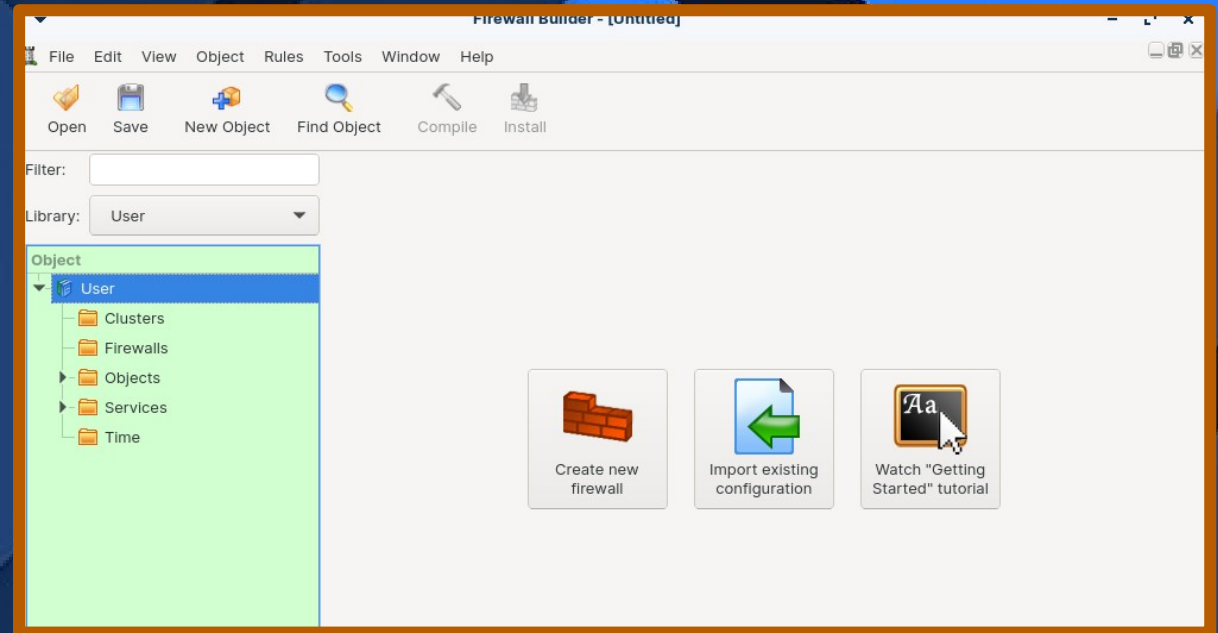 Firewall Builder - [Untitled]
File Edit View Object Rules Tools Window Help
Open Save New Object Find Object Compile Install
Filter:
Library: User
Object
User
Clusters
Firewalls
Objects
Services
Time
Create new
firewall
Import existing
configuration
Aa
Watch "Getting
Started" tutorial